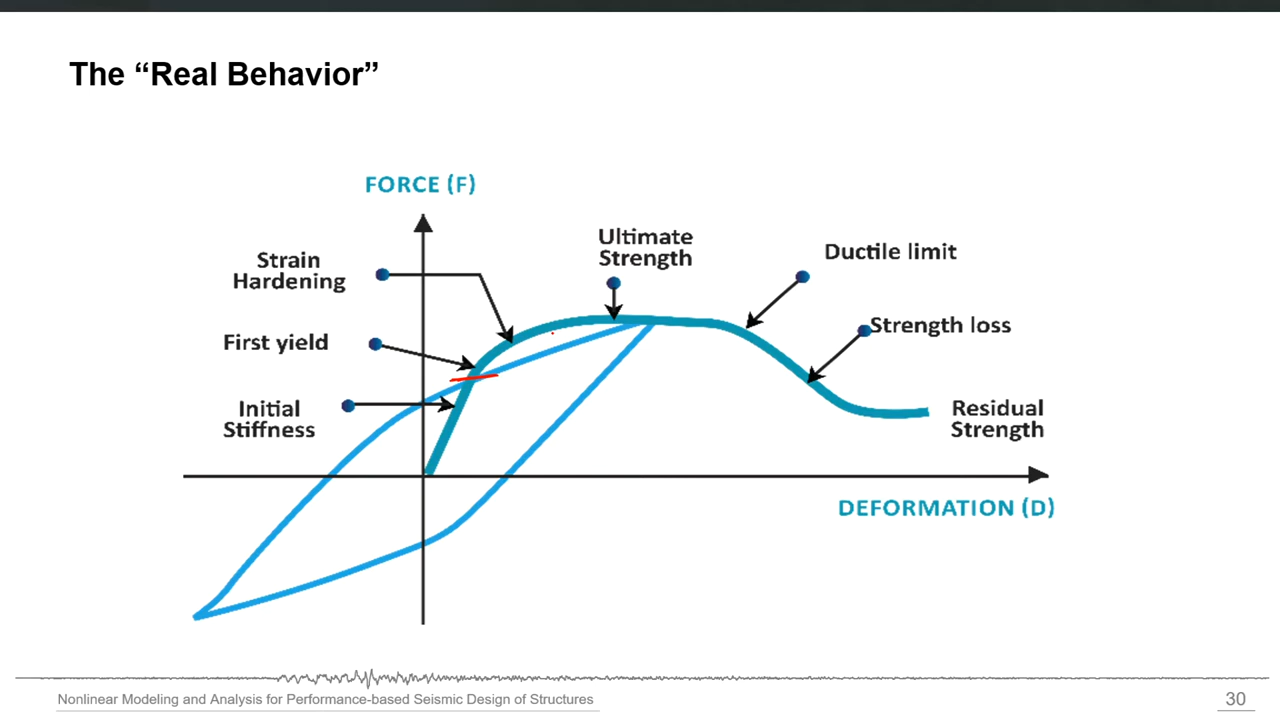 The “Real Behavior”
FORCE (F)
Strain
Hardening
Ultimate
Strength
Ductile limit
First yield
Strength loss
Initial
Stiffness
Residual
Strength
DEFORMATION (D)
Nonlinear Modeling and Analysis for Performance-based Seismic Design of Structures
30